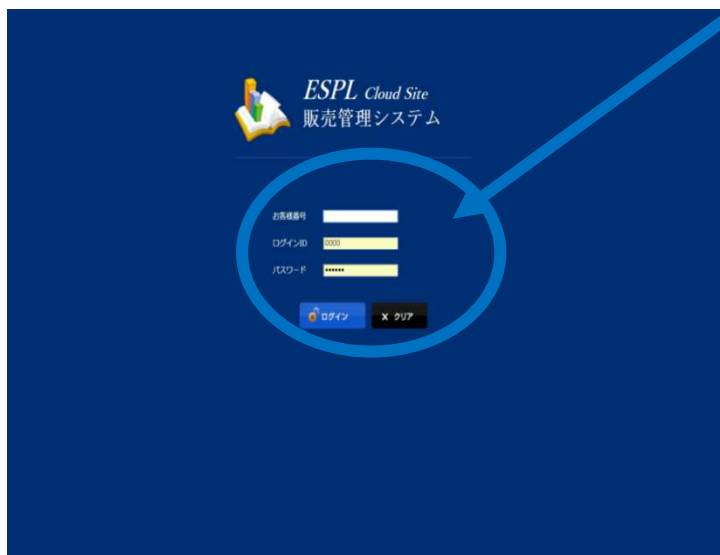 ESPL Cloud Site
販売管理システム
お客様番号
ログインID 0000
パスワード ••••••
ログイン X クリア